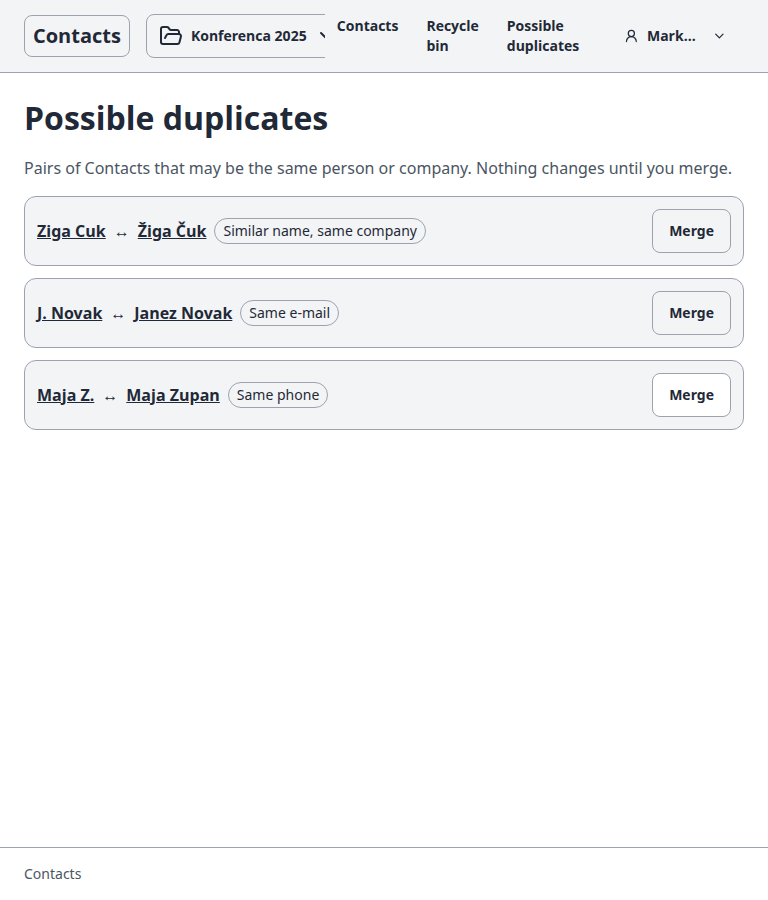 Contacts
Konferenca 2025
Contacts
Recycle
bin
Possible
duplicates
Mark...
Possible duplicates
Pairs of Contacts that may be the same person or company. Nothing changes until you merge.
Ziga Cuk ↔ Žiga Čuk Similar name, same company Merge
J. Novak ↔ Janez Novak Same e-mail Merge
Maja Z. ↔ Maja Zupan Same phone Merge
Contacts